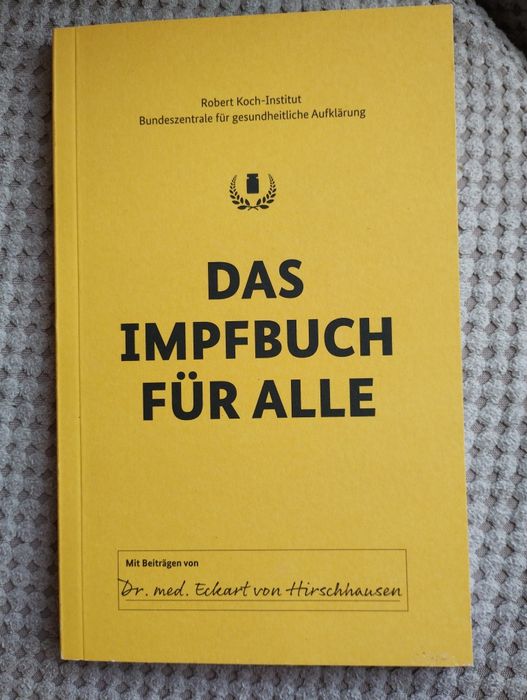 Robert Koch-Institut
Bundeszentrale für gesundheitliche Aufklärung
DAS
IMPFBUCH
FÜR ALLE
Mit Beiträgen von
Dr. med. Eckart von Hirschhausen